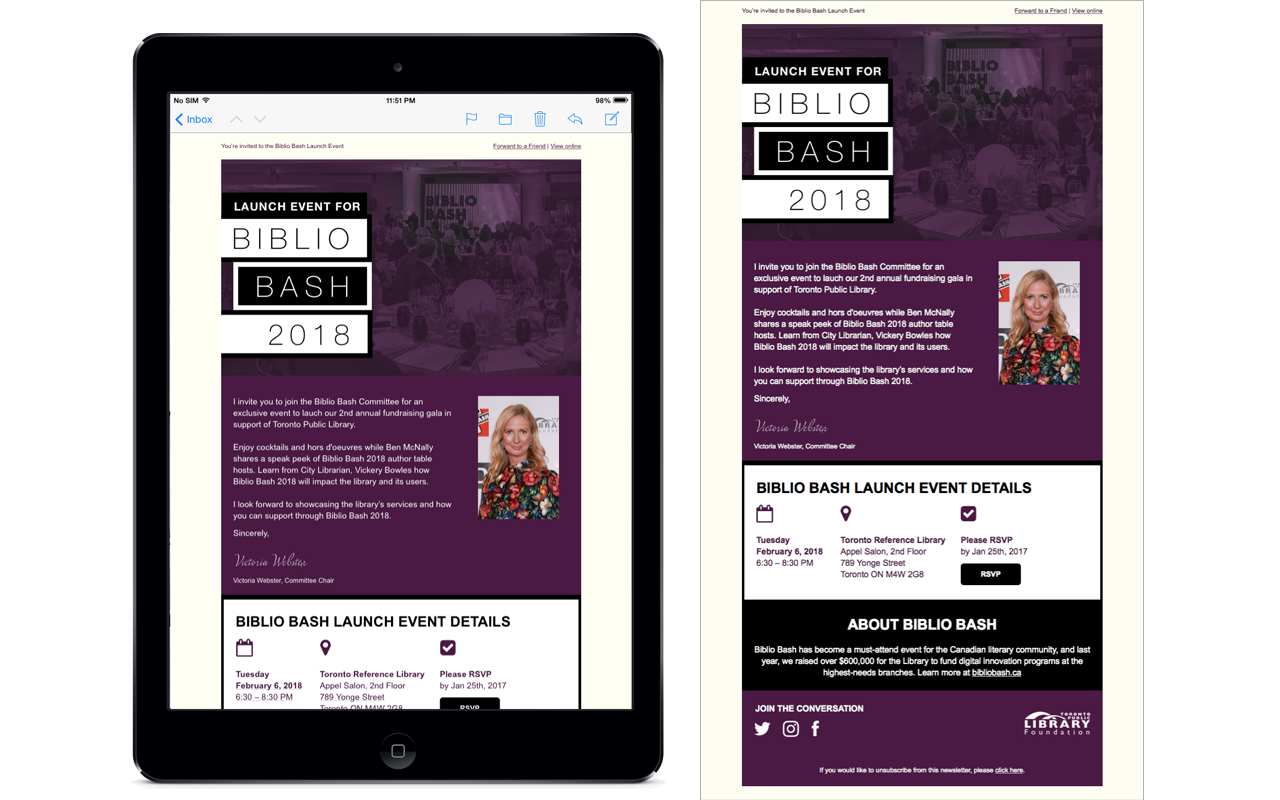 No SIM
11:51 PM
98%
Inbox
You're invited to the Biblio Bash Launch Event
Forward to a Friend | View online
BIBLIO
BASH
LAUNCH EVENT FOR
BIBLIO
BASH
2018
I invite you to join the Biblio Bash Committee for an
exclusive event to lauch our 2nd annual fundraising gala in
support of Toronto Public Library.
Enjoy cocktails and hors d'oeuvres while Ben McNally
shares a speak peek of Biblio Bash 2018 author table
hosts. Learn from City Librarian, Vickery Bowles how
Biblio Bash 2018 will impact the library and its users.
I look forward to showcasing the library's services and how
you can support through Biblio Bash 2018.
Sincerely,
Victoria Webster
Victoria Webster, Committee Chair
BIBLIO BASH LAUNCH EVENT DETAILS
Tuesday
February 6, 2018
6:30 – 8:30 PM
Toronto Reference Library
Appel Salon, 2nd Floor
789 Yonge Street
Toronto ON M4W 2G8
Please RSVP
by Jan 25th, 2017
RSVP
You're invited to the Biblio Bash Launch Event
Forward to a Friend | View online
BIBLIO
BASH
LAUNCH EVENT FOR
BIBLIO
BASH
2018
I invite you to join the Biblio Bash Committee for an
exclusive event to lauch our 2nd annual fundraising gala in
support of Toronto Public Library.
Enjoy cocktails and hors d'oeuvres while Ben McNally
shares a speak peek of Biblio Bash 2018 author table
hosts. Learn from City Librarian, Vickery Bowles how
Biblio Bash 2018 will impact the library and its users.
I look forward to showcasing the library's services and how
you can support through Biblio Bash 2018.
Sincerely,
Victoria Webster
Victoria Webster, Committee Chair
BIBLIO BASH LAUNCH EVENT DETAILS
Tuesday
February 6, 2018
6:30 – 8:30 PM
Toronto Reference Library
Appel Salon, 2nd Floor
789 Yonge Street
Toronto ON M4W 2G8
Please RSVP
by Jan 25th, 2017
RSVP
ABOUT BIBLIO BASH
Biblio Bash has become a must-attend event for the Canadian literary community, and last
year, we raised over $600,000 for the Library to fund digital innovation programs at the
highest-needs branches. Learn more at bibliobash.ca
JOIN THE CONVERSATION
TORONTO
PUBLIC
LIBRARY
Foundation
If you would like to unsubscribe from this newsletter, please click here.